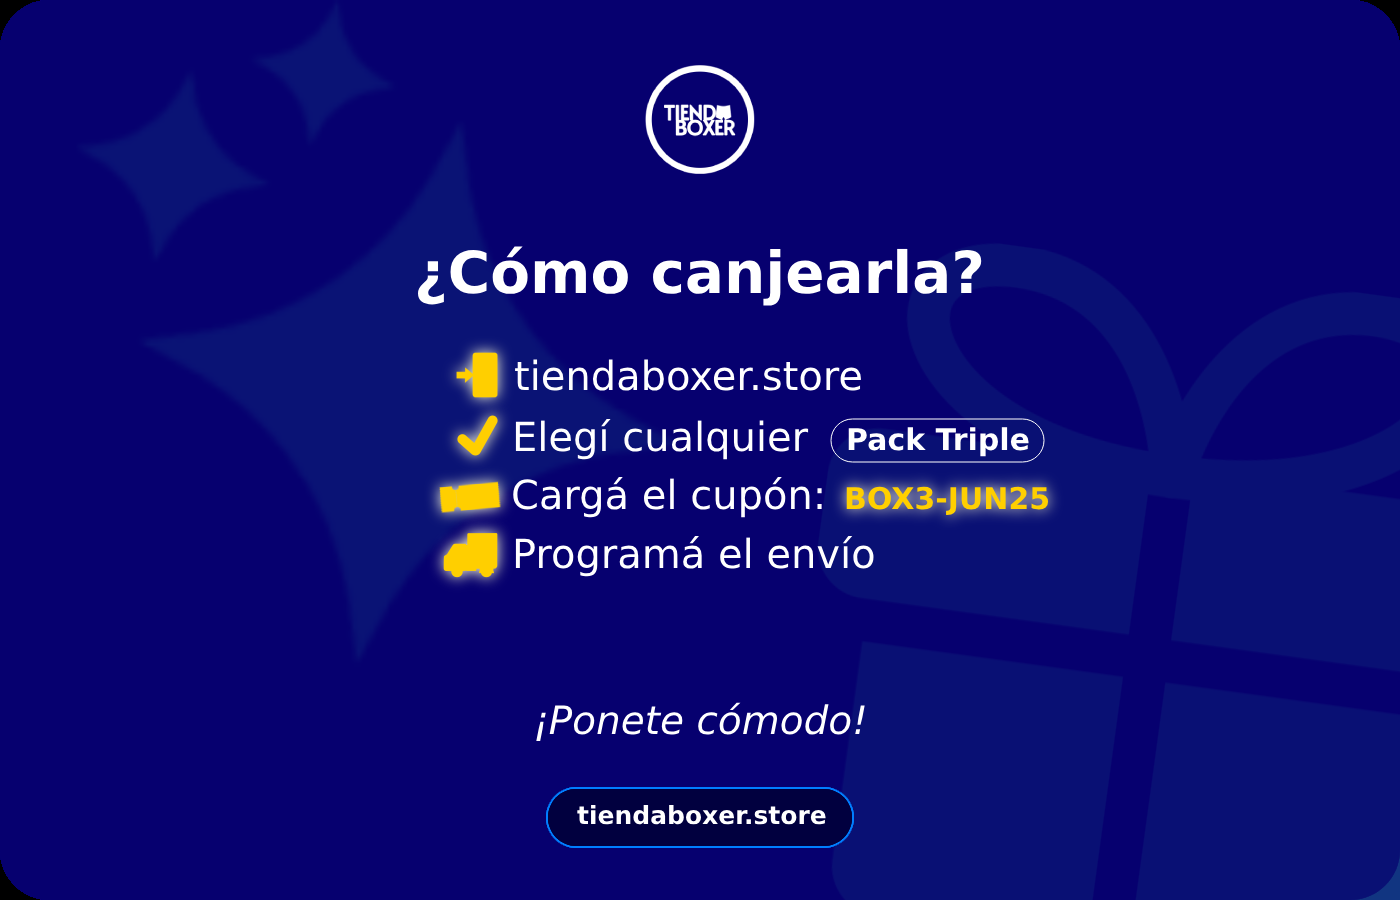 TIENDA
BOXER
¿Cómo canjearla?
tiendaboxer.store
Elegí cualquier Pack Triple
Cargá el cupón: BOX3-JUN25
Programá el envío
¡Ponete cómodo!
tiendaboxer.store